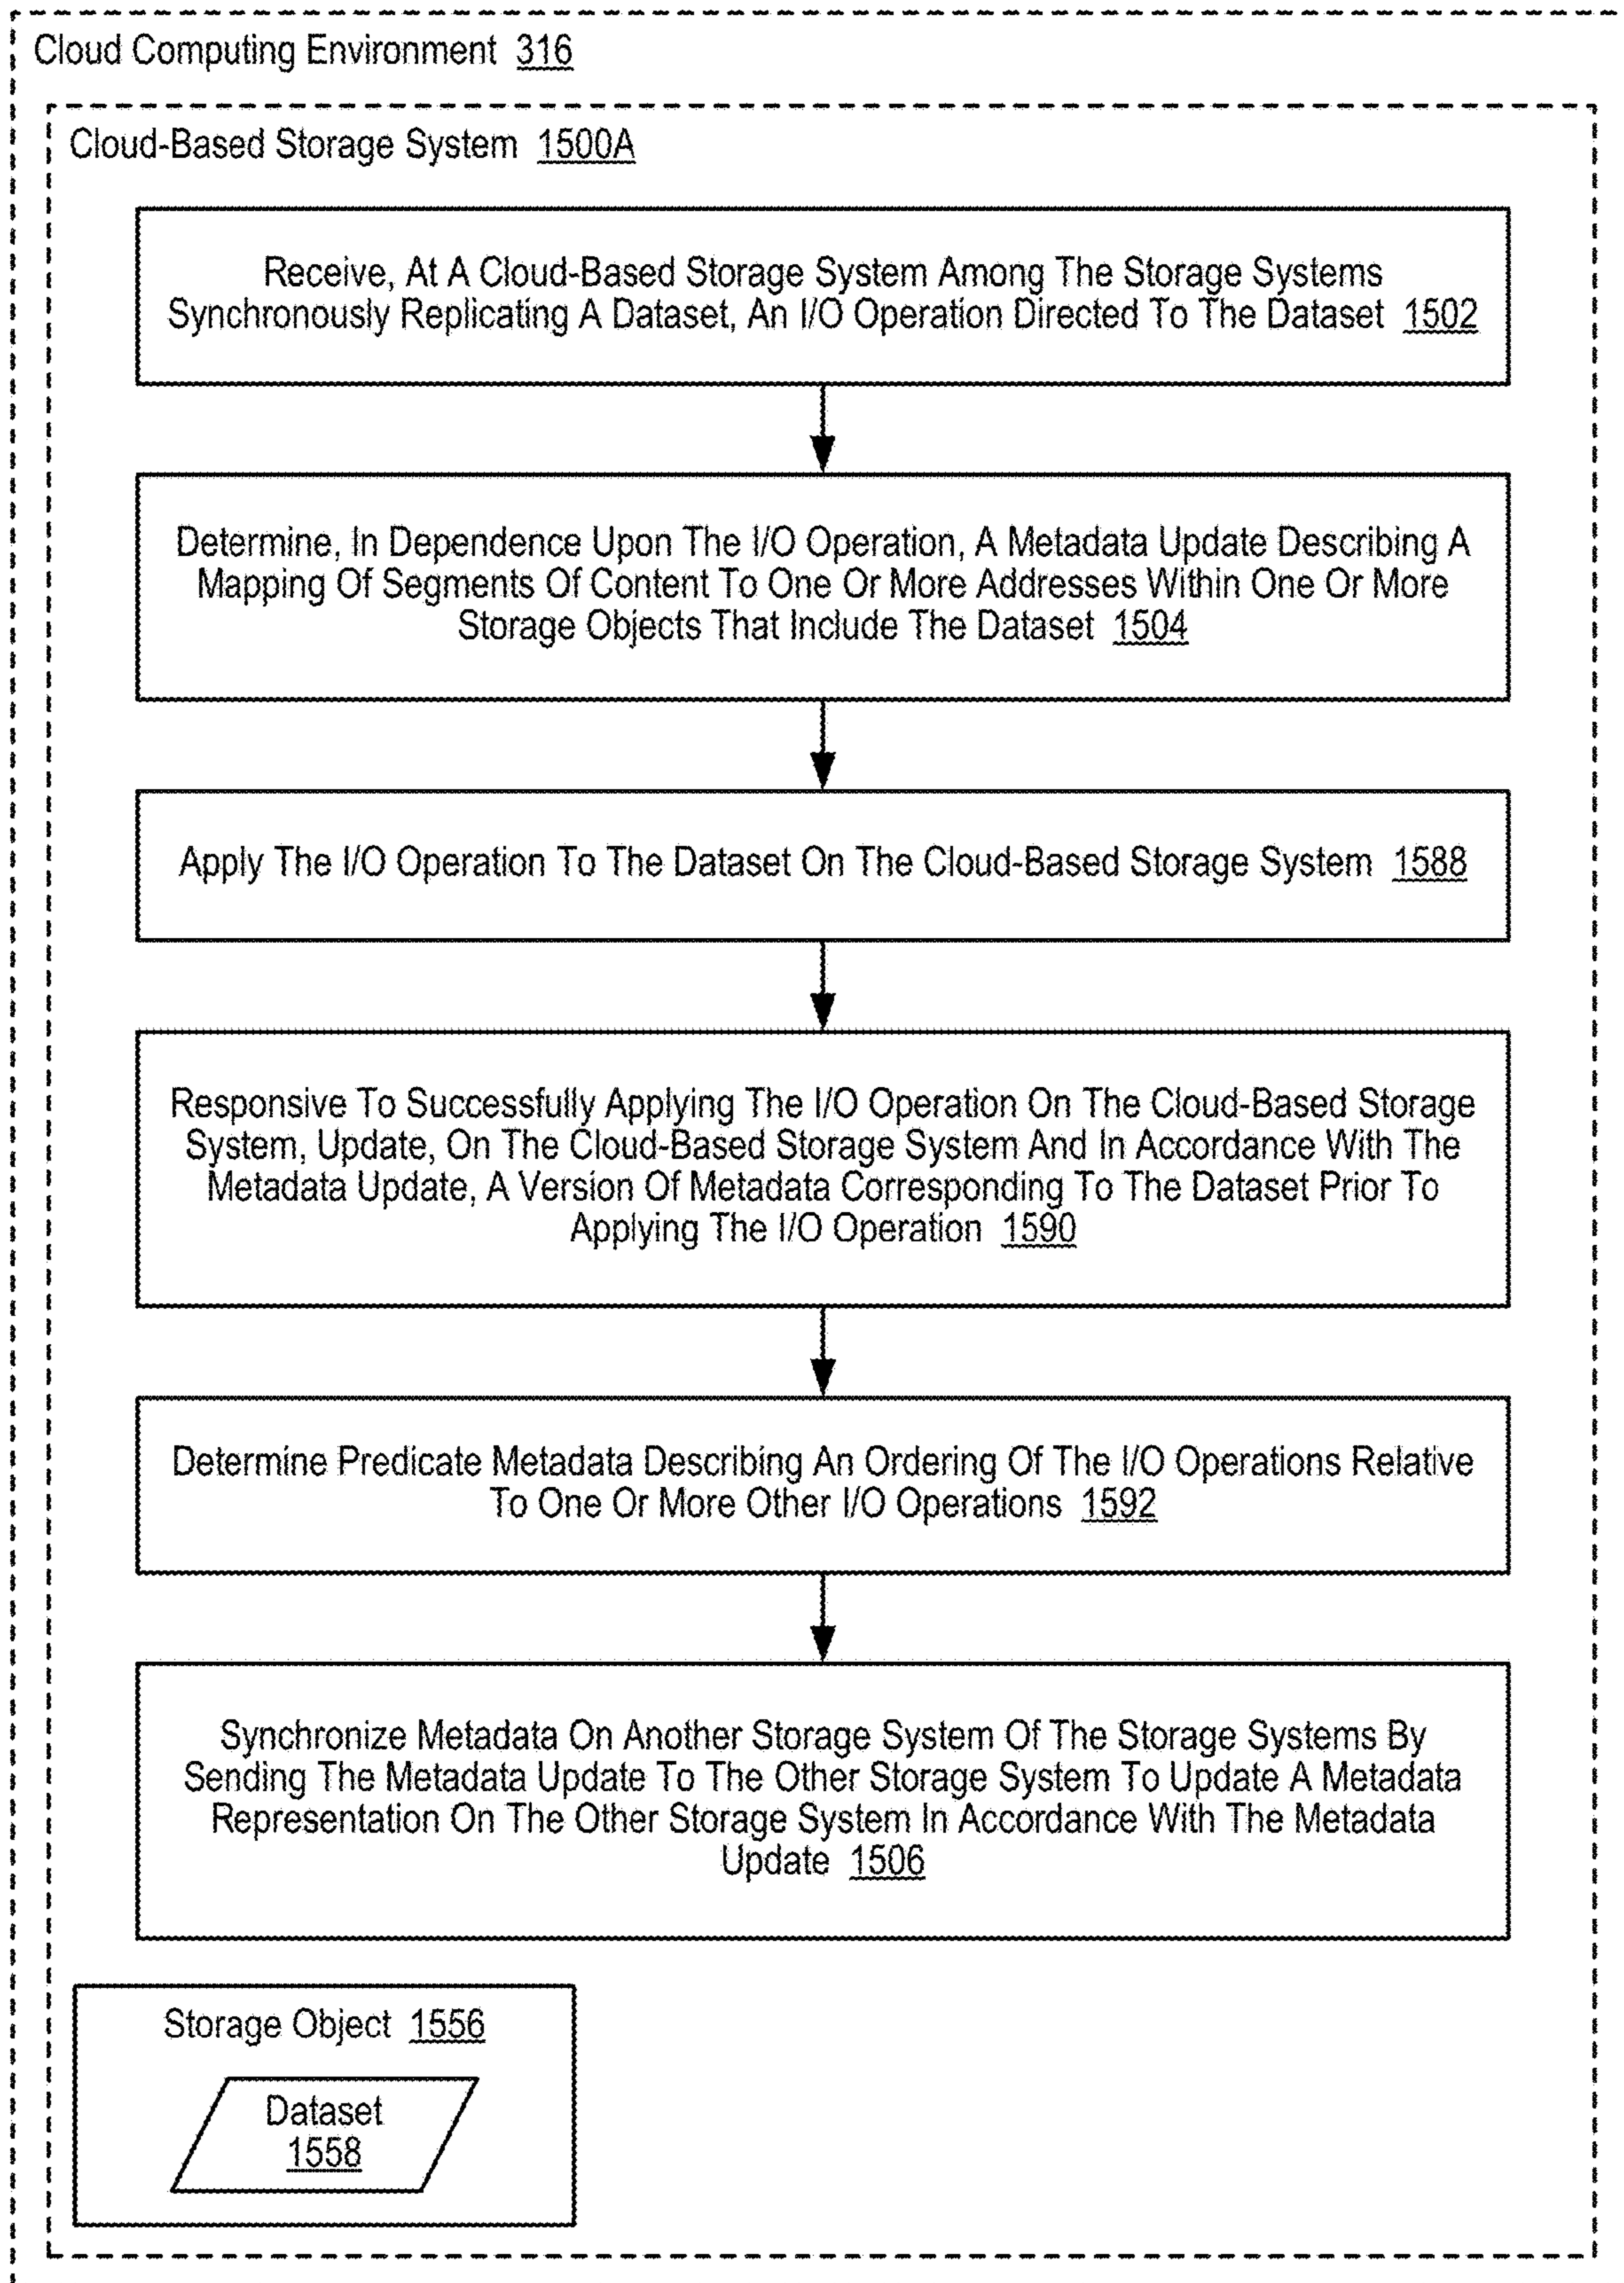 Cloud Computing Environment 316
Cloud-Based Storage System 1500A
Receive, At A Cloud-Based Storage System Among The Storage Systems
Synchronously Replicating A Dataset, An I/O Operation Directed To The Dataset 1502
Determine, In Dependence Upon The I/O Operation, A Metadata Update Describing A
Mapping Of Segments Of Content To One Or More Addresses Within One Or More
Storage Objects That Include The Dataset 1504
Apply The I/O Operation To The Dataset On The Cloud-Based Storage System 1588
Responsive To Successfully Applying The I/O Operation On The Cloud-Based Storage
System, Update, On The Cloud-Based Storage System And In Accordance With The
Metadata Update, A Version Of Metadata Corresponding To The Dataset Prior To
Applying The I/O Operation 1590
Determine Predicate Metadata Describing An Ordering Of The I/O Operations Relative
To One Or More Other I/O Operations 1592
Synchronize Metadata On Another Storage System Of The Storage Systems By
Sending The Metadata Update To The Other Storage System To Update A Metadata
Representation On The Other Storage System In Accordance With The Metadata
Update 1506
Storage Object 1556
Dataset
1558